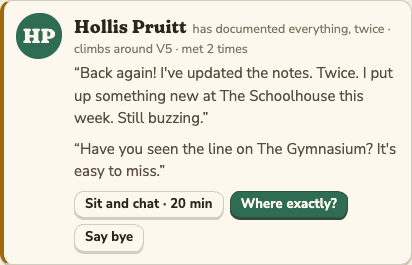 HP
Hollis Pruitt has documented everything, twice ·
climbs around V5 · met 2 times
“Back again! I've updated the notes. Twice. I put
up something new at The Schoolhouse this
week. Still buzzing.”
“Have you seen the line on The Gymnasium? It's
easy to miss.”
Sit and chat · 20 min
Where exactly?
Say bye